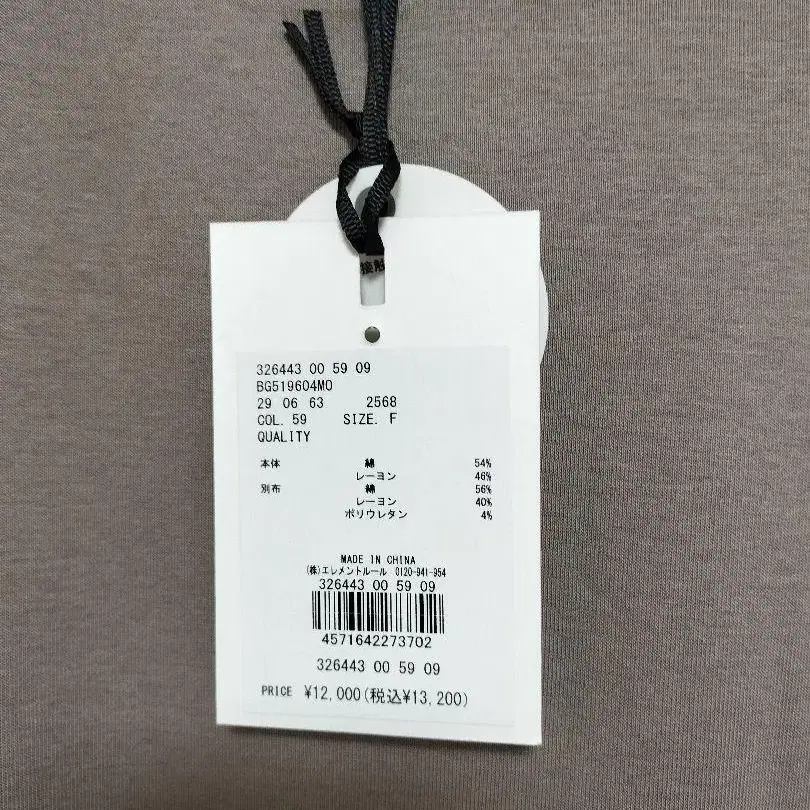 接触
326443 00 59 09
BG519604MO
29 06 63 2568
COL. 59 SIZE. F
QUALITY
本体 綿 54%
レーヨン 46%
別布 綿 56%
レーヨン 40%
ポリウレタン 4%
MADE IN CHINA
(株)エレメントルール 0120-941-954
326443 00 59 09
4571642273702
326443 00 59 09
PRICE ¥12,000(税込¥13,200)